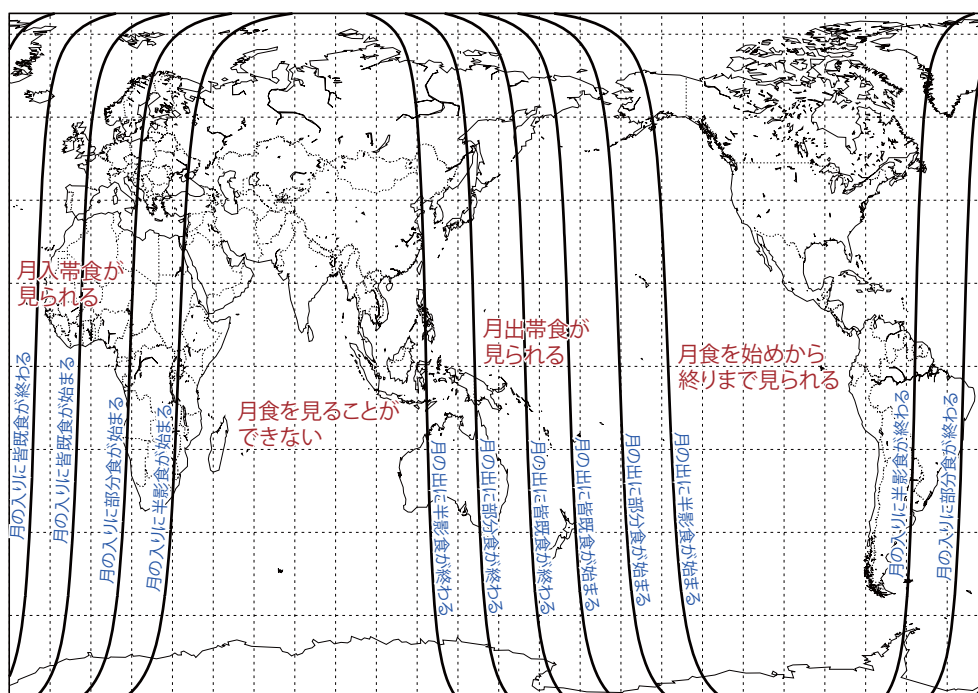 月入帯食が
見られる
月出帯食が
見られる
月食を始めから
終りまで見られる
月食を見ることが
できない
月の入りに皆既食が終わる
月の入りに皆既食が始まる
月の入りに部分食が始まる
月の入りに半影食が始まる
月の出に半影食が終わる
月の出に部分食が終わる
月の出に皆既食が終わる
月の出に皆既食が始まる
月の出に部分食が始まる
月の出に半影食が始まる
月の入りに半影食が終わる
月の入りに部分食が終わる